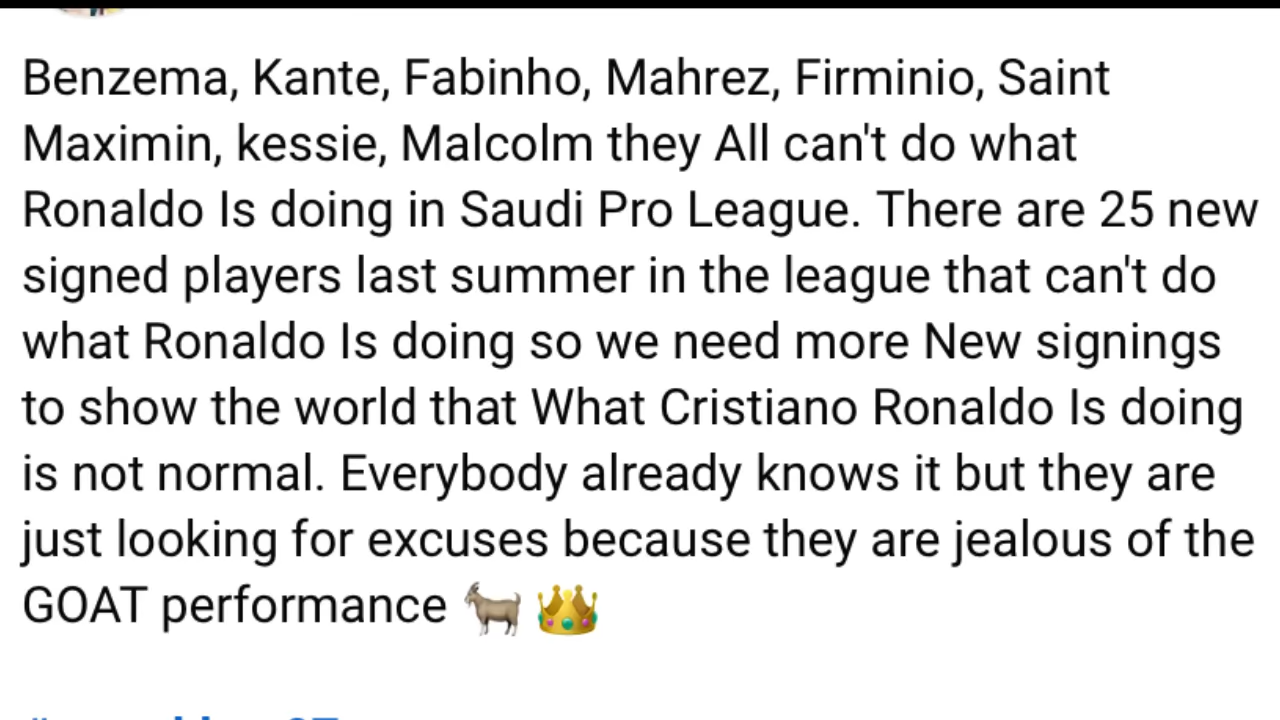 Benzema, Kante, Fabinho, Mahrez, Firminio, Saint
Maximin, kessie, Malcolm they All can't do what
Ronaldo Is doing in Saudi Pro League. There are 25 new
signed players last summer in the league that can't do
what Ronaldo Is doing so we need more New signings
to show the world that What Cristiano Ronaldo Is doing
is not normal. Everybody already knows it but they are
just looking for excuses because they are jealous of the
GOAT performance 🐐 👑